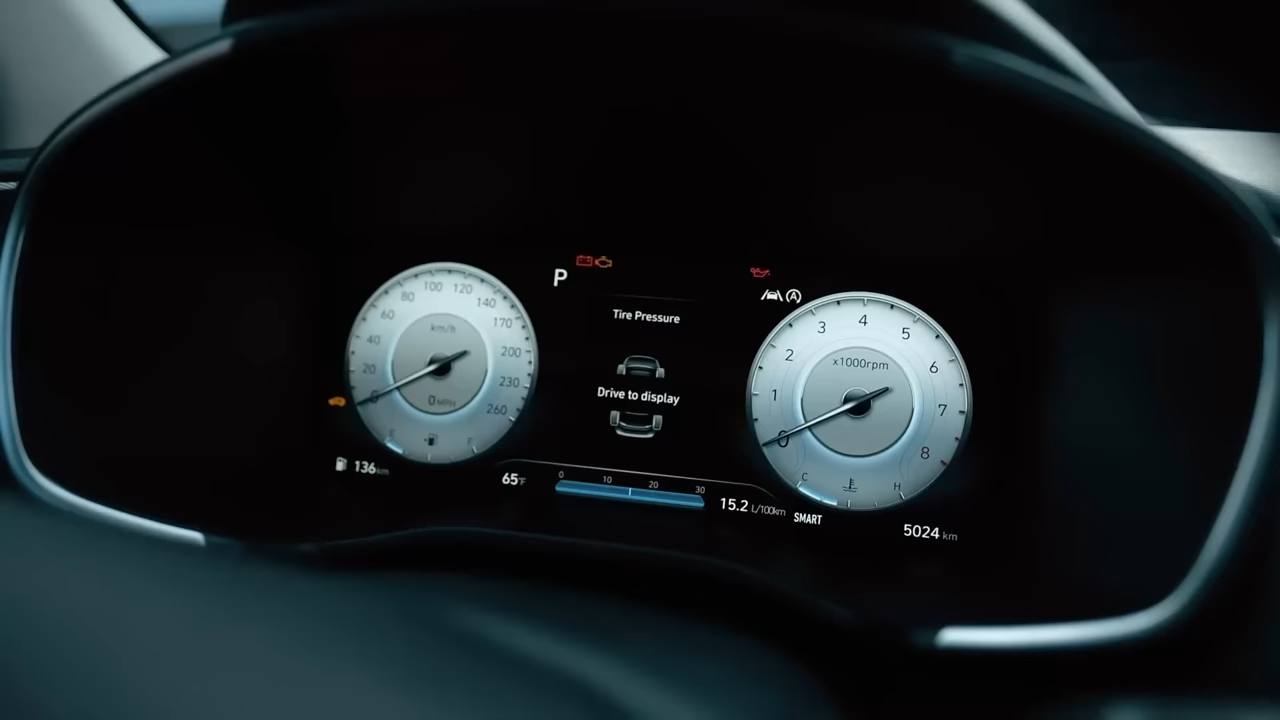 P
A
Tire Pressure
Drive to display
0 20 40 60 80 100 120 140 170 200 230 260
km/h
0 MPH
E F
136 km
65°F
0 10 20 30
15.2 L/100km
0 1 2 3 4 5 6 7 8
x1000rpm
C H
SMART
5024 km